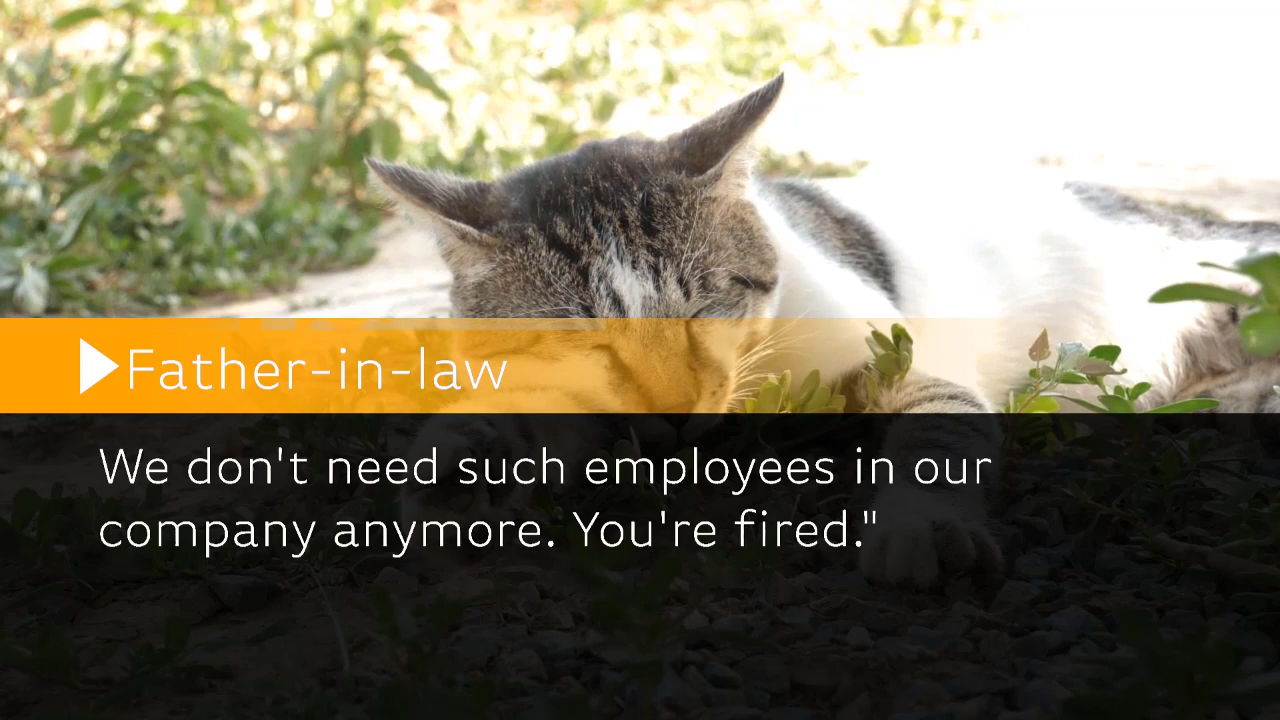 Father-in-law
We don't need such employees in our
company anymore. You're fired."